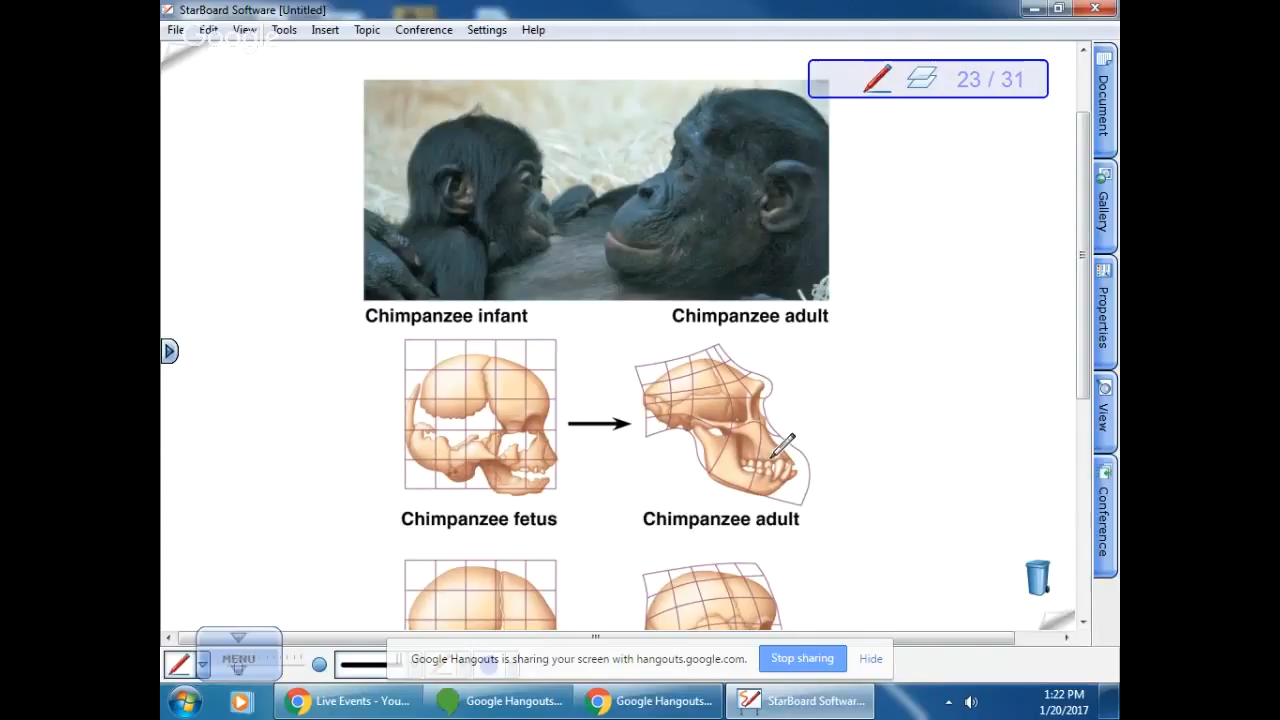 StarBoard Software [Untitled]
File Edit View Tools Insert Topic Conference Settings Help
Google
23 / 31
Document
Gallery
Properties
View
Conference
Chimpanzee infant Chimpanzee adult
Chimpanzee fetus Chimpanzee adult
MENU
Google Hangouts is sharing your screen with hangouts.google.com. Stop sharing Hide
Live Events - You... Google Hangouts... Google Hangouts... StarBoard Softwar... 1:22 PM
1/20/2017